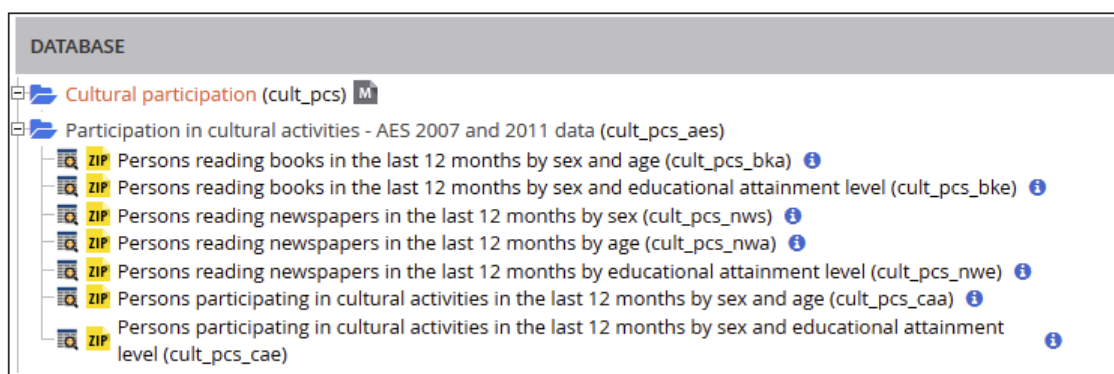 DATABASE
Cultural participation (cult_pcs) M
Participation in cultural activities - AES 2007 and 2011 data (cult_pcs_aes)
ZIP Persons reading books in the last 12 months by sex and age (cult_pcs_bka) i
ZIP Persons reading books in the last 12 months by sex and educational attainment level (cult_pcs_bke) i
ZIP Persons reading newspapers in the last 12 months by sex (cult_pcs_nws) i
ZIP Persons reading newspapers in the last 12 months by age (cult_pcs_nwa) i
ZIP Persons reading newspapers in the last 12 months by educational attainment level (cult_pcs_nwe) i
ZIP Persons participating in cultural activities in the last 12 months by sex and age (cult_pcs_caa) i
ZIP Persons participating in cultural activities in the last 12 months by sex and educational attainment i
level (cult_pcs_cae)